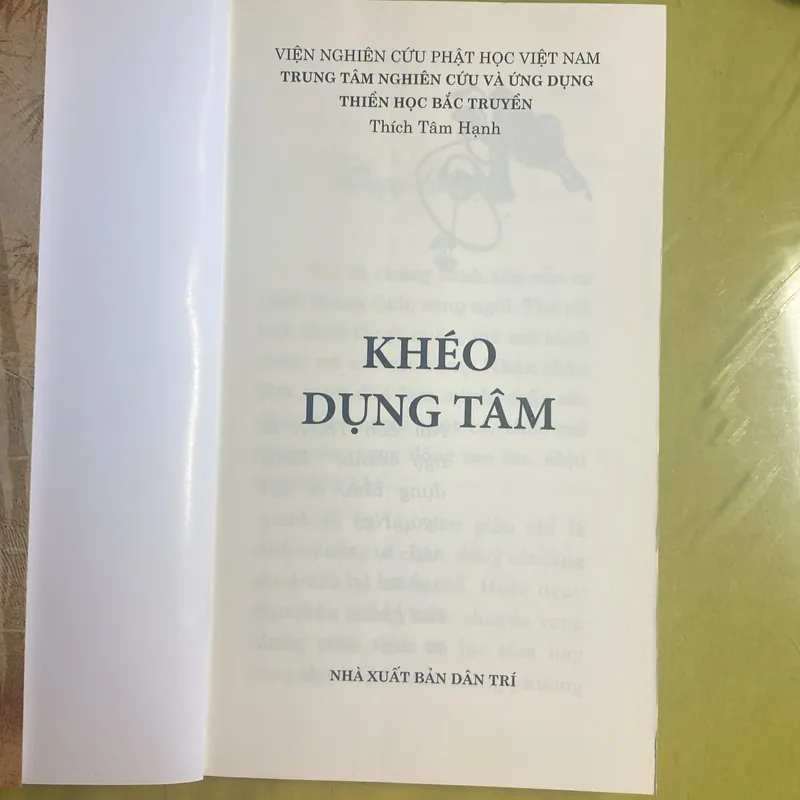 VIỆN NGHIÊN CỨU PHẬT HỌC VIỆT NAM
TRUNG TÂM NGHIÊN CỨU VÀ ỨNG DỤNG
THIỀN HỌC BẮC TRUYỀN
Thích Tâm Hạnh
KHÉO
DỤNG TÂM
NHÀ XUẤT BẢN DÂN TRÍ